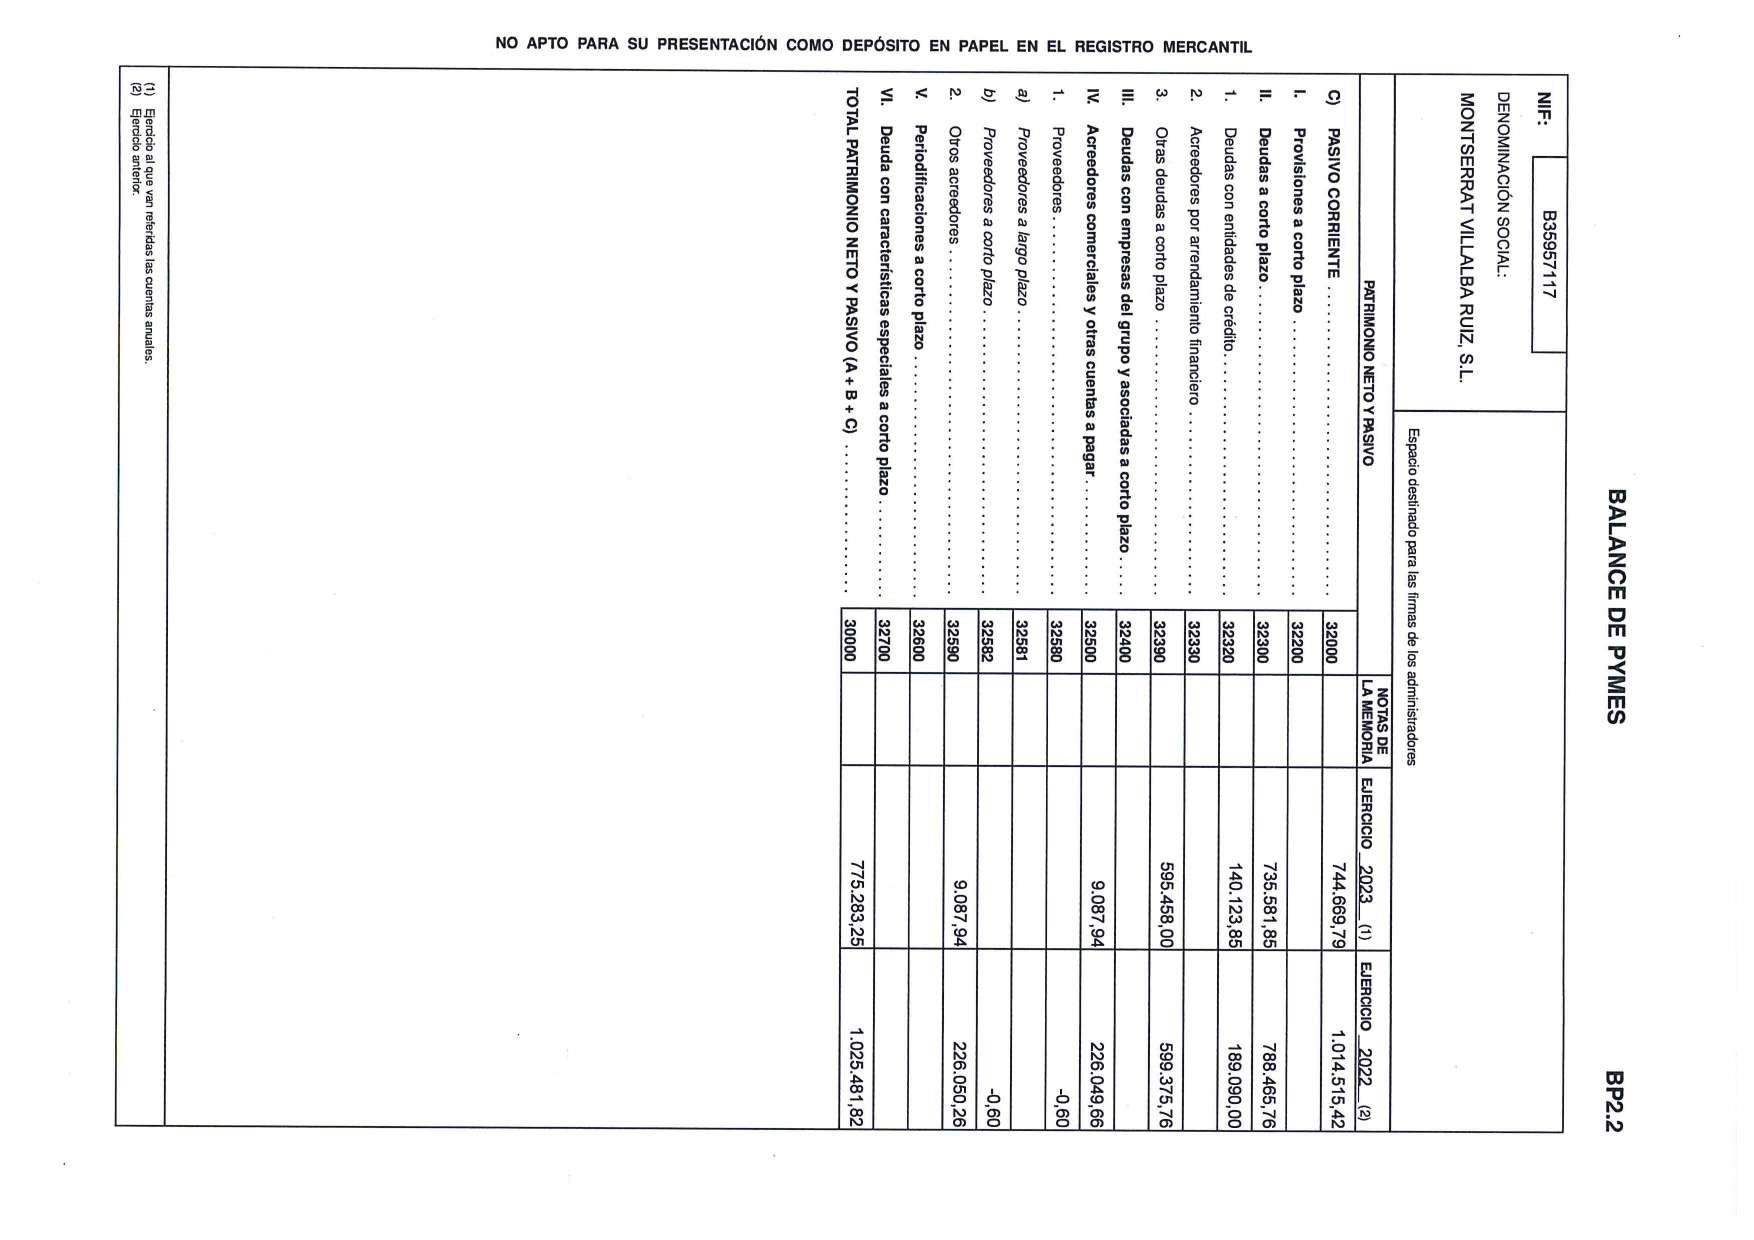 NO APTO PARA SU PRESENTACIÓN COMO DEPÓSITO EN PAPEL EN EL REGISTRO MERCANTIL
BALANCE DE PYMES BP2.2
NIF: B35957117
DENOMINACIÓN SOCIAL:
MONTSERRAT VILLALBA RUIZ, S.L.
Espacio destinado para las firmas de los administradores
PATRIMONIO NETO Y PASIVO NOTAS DE LA MEMORIA EJERCICIO 2023 (1) EJERCICIO 2022 (2)
C) PASIVO CORRIENTE 32000 744.669,79 1.014.515,42
I. Provisiones a corto plazo 32200
II. Deudas a corto plazo 32300 735.581,85 788.465,76
1. Deudas con entidades de crédito 32320 140.123,85 189.090,00
2. Acreedores por arrendamiento financiero 32330
3. Otras deudas a corto plazo 32390 595.458,00 599.375,76
III. Deudas con empresas del grupo y asociadas a corto plazo 32400
IV. Acreedores comerciales y otras cuentas a pagar 32500 9.087,94 226.049,66
1. Proveedores 32580 -0,60
a) Proveedores a largo plazo 32581
b) Proveedores a corto plazo 32582 -0,60
2. Otros acreedores 32590 9.087,94 226.050,26
V. Periodificaciones a corto plazo 32600
VI. Deuda con características especiales a corto plazo 32700
TOTAL PATRIMONIO NETO Y PASIVO (A + B + C) 30000 775.283,25 1.025.481,82
(1) Ejercicio al que van referidas las cuentas anuales.
(2) Ejercicio anterior.